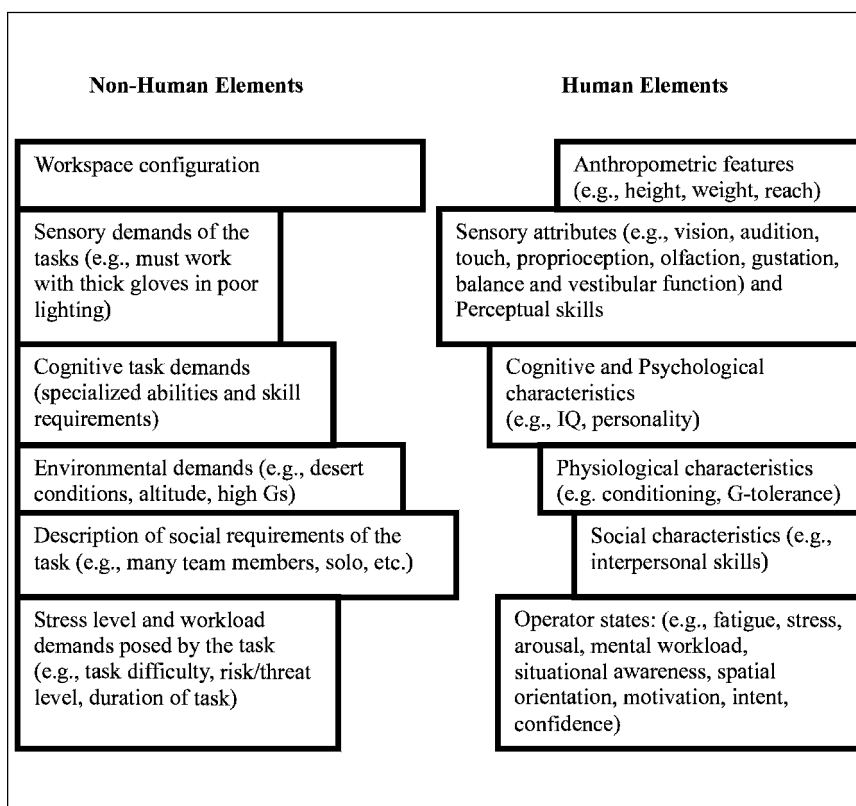 Non-Human Elements
Human Elements
Workspace configuration
Anthropometric features
(e.g., height, weight, reach)
Sensory demands of the
tasks (e.g., must work
with thick gloves in poor
lighting)
Sensory attributes (e.g., vision, audition,
touch, proprioception, olfaction, gustation,
balance and vestibular function) and
Perceptual skills
Cognitive task demands
(specialized abilities and skill
requirements)
Cognitive and Psychological
characteristics
(e.g., IQ, personality)
Environmental demands (e.g., desert
conditions, altitude, high Gs)
Physiological characteristics
(e.g. conditioning, G-tolerance)
Description of social requirements of the
task (e.g., many team members, solo, etc.)
Social characteristics (e.g.,
interpersonal skills)
Stress level and workload
demands posed by the task
(e.g., task difficulty, risk/threat
level, duration of task)
Operator states: (e.g., fatigue, stress,
arousal, mental workload,
situational awareness, spatial
orientation, motivation, intent,
confidence)